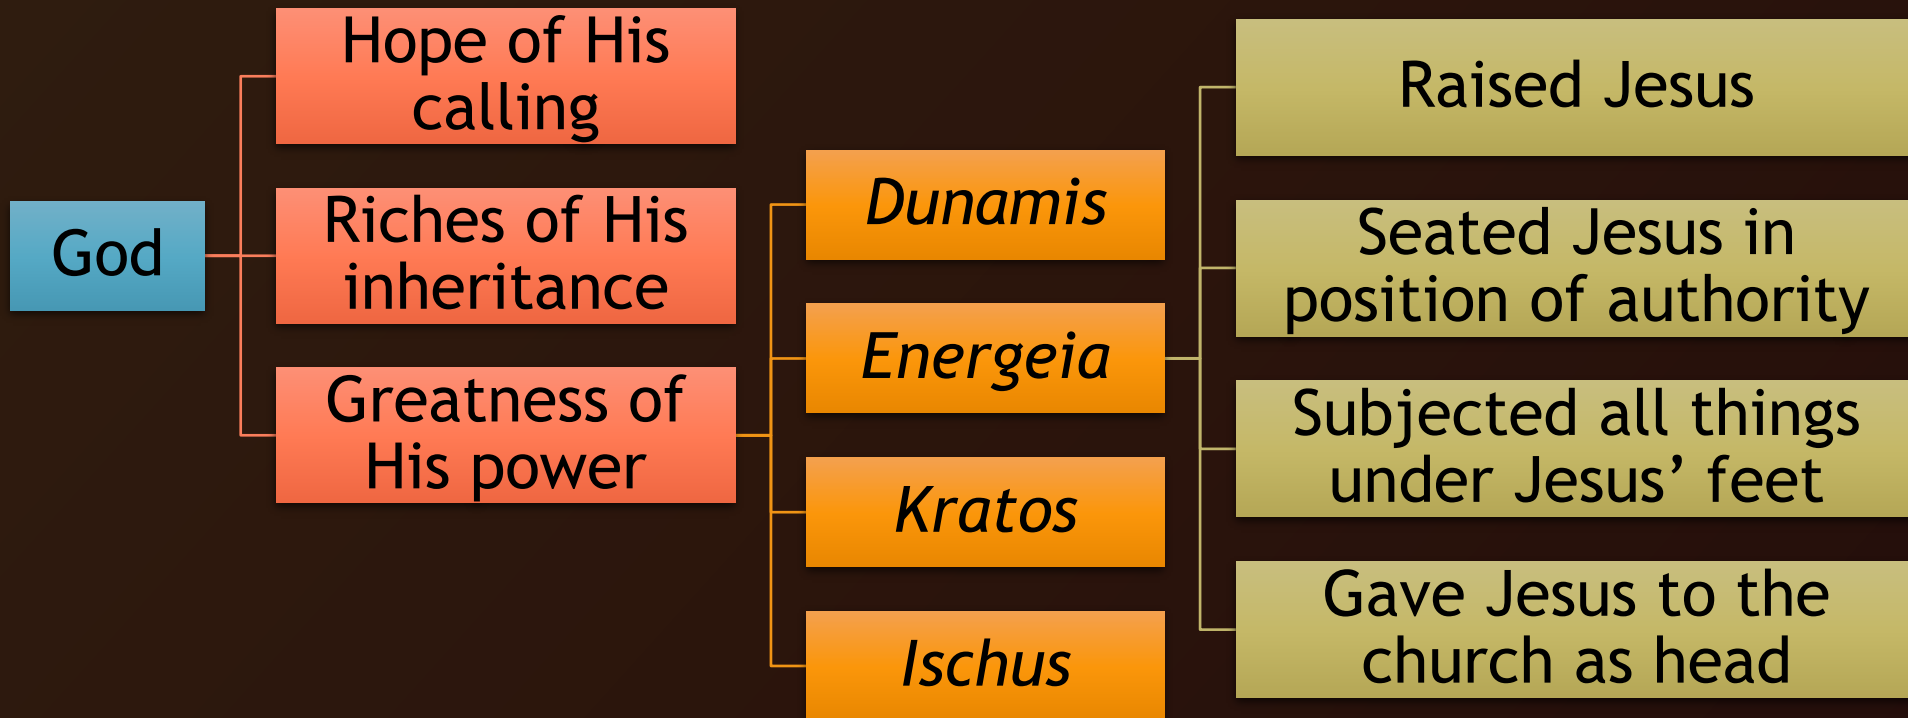 God
Hope of His
calling
Riches of His
inheritance
Greatness of
His power
Dunamis
Energeia
Kratos
Ischus
Raised Jesus
Seated Jesus in
position of authority
Subjected all things
under Jesus’ feet
Gave Jesus to the
church as head